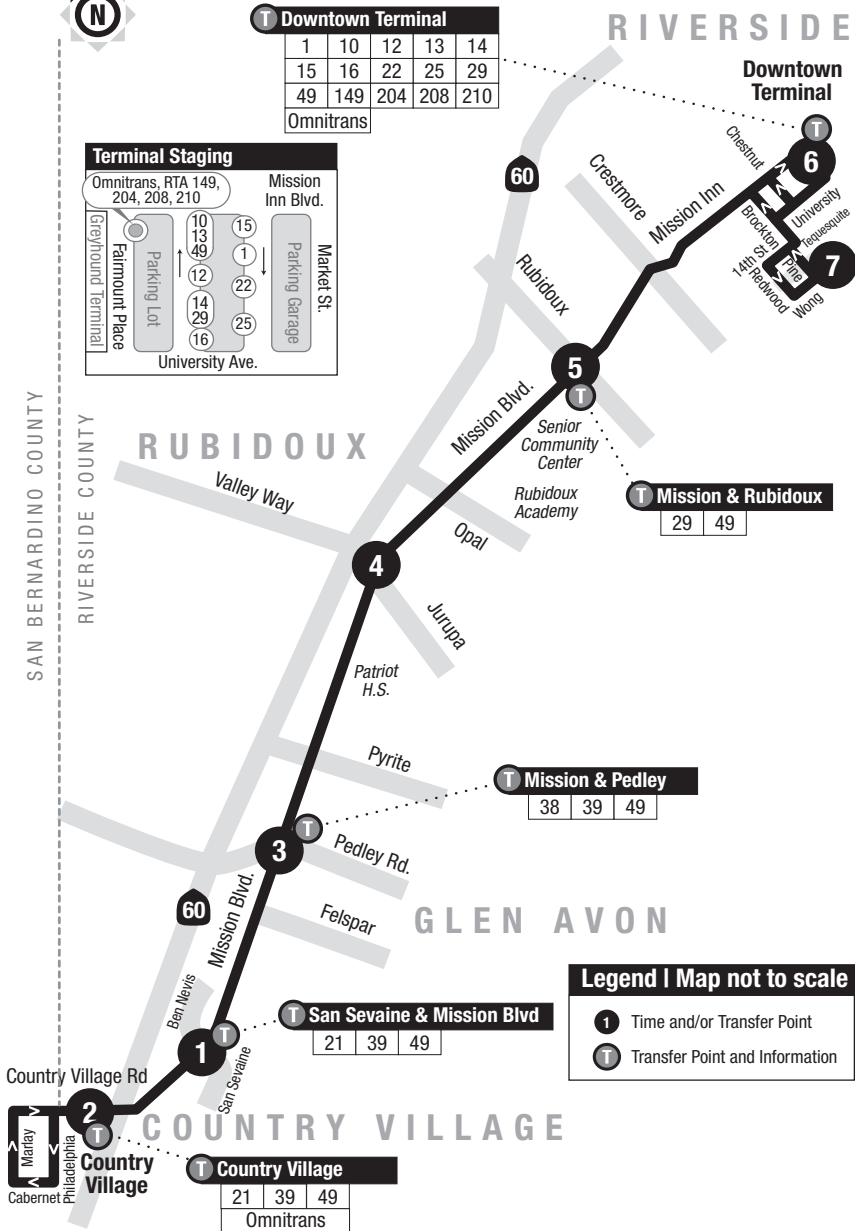 N
RIVERSIDE
T Downtown Terminal
1 10 12 13 14
15 16 22 25 29
49 149 204 208 210
Omnitrans
Downtown
Terminal
T
6
Chestnut
University
Brockton
Tequesquite
7
14th St.
Pine
Redwood
Wong
60
Crestmore
Mission Inn
Terminal Staging
Omnitrans, RTA 149,
204, 208, 210
Mission
Inn Blvd.
Greyhound Terminal
Fairmount Place
Parking Lot
10
13
49
12
14
29
16
15
1
22
25
Parking Garage
Market St.
University Ave.
Rubidoux
5
T
Mission Blvd.
Senior
Community
Center
Rubidoux
Academy
T Mission & Rubidoux
29 49
SAN BERNARDINO COUNTY
RIVERSIDE COUNTY
RUBIDOUX
Valley Way
Opal
4
Jurupa
Patriot
H.S.
Pyrite
T Mission & Pedley
38 39 49
T
3
Pedley Rd.
60
Mission Blvd.
Felspar
GLEN AVON
Legend | Map not to scale
1 Time and/or Transfer Point
T Transfer Point and Information
Ben Nevis
T San Sevaine & Mission Blvd
21 39 49
T
1
San Sevaine
Country Village Rd
2
T
COUNTRY VILLAGE
Country
Village
Marlay
Philadelphia
Cabernet
T Country Village
21 39 49
Omnitrans